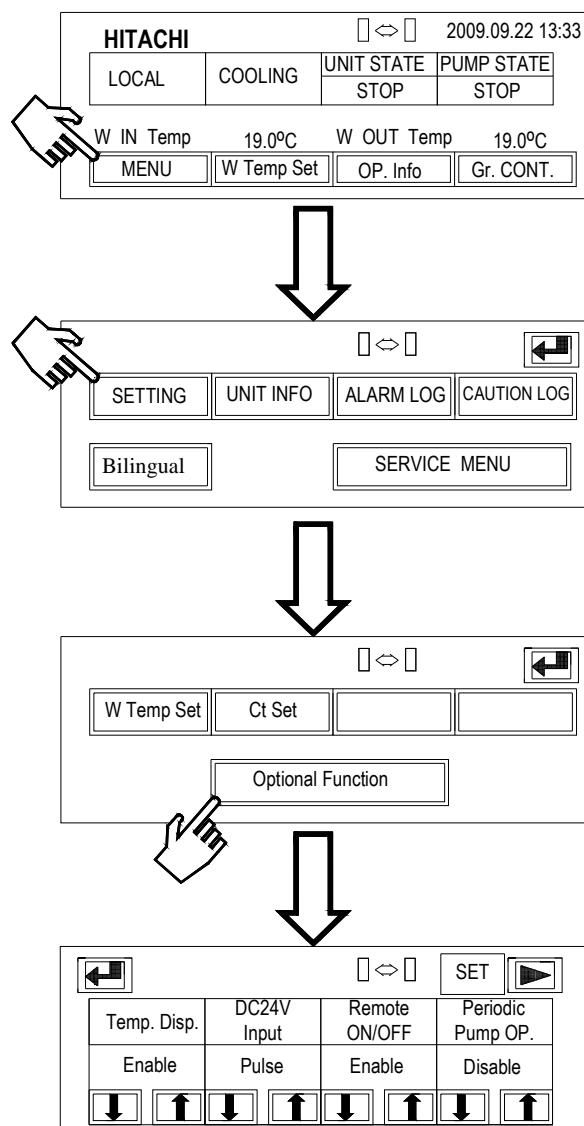 HITACHI 2009.09.22 13:33
LOCAL COOLING UNIT STATE PUMP STATE
STOP STOP
W IN Temp 19.0ºC W OUT Temp 19.0ºC
MENU W Temp Set OP. Info Gr. CONT.
SETTING UNIT INFO ALARM LOG CAUTION LOG
Bilingual SERVICE MENU
W Temp Set Ct Set
Optional Function
SET
Temp. Disp. DC24V Input Remote ON/OFF Periodic Pump OP.
Enable Pulse Enable Disable